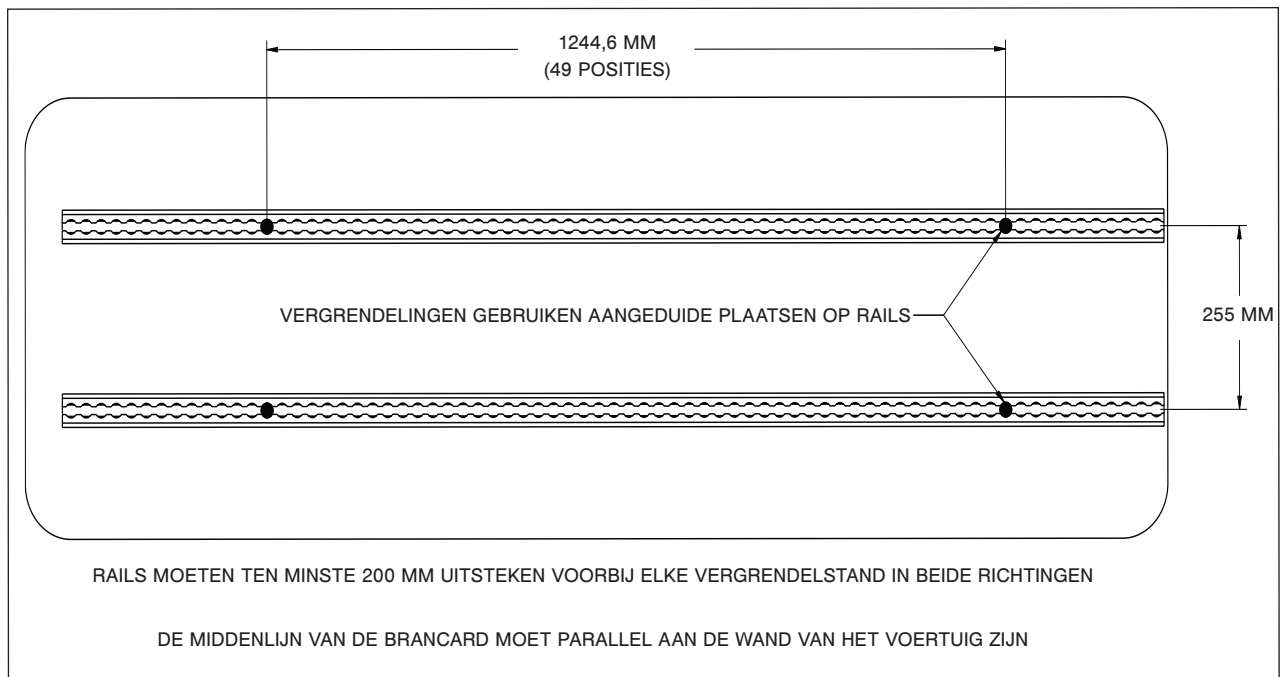 1244,6 MM
(49 POSITIES)
VERGRENDELINGEN GEBRUIKEN AANGEDUIDE PLAATSEN OP RAILS
255 MM
RAILS MOETEN TEN MINSTE 200 MM UITSTEKEN VOORBIJ ELKE VERGRENDELSTAND IN BEIDE RICHTINGEN
DE MIDDENLIJN VAN DE BRANCARD MOET PARALLEL AAN DE WAND VAN HET VOERTUIG ZIJN